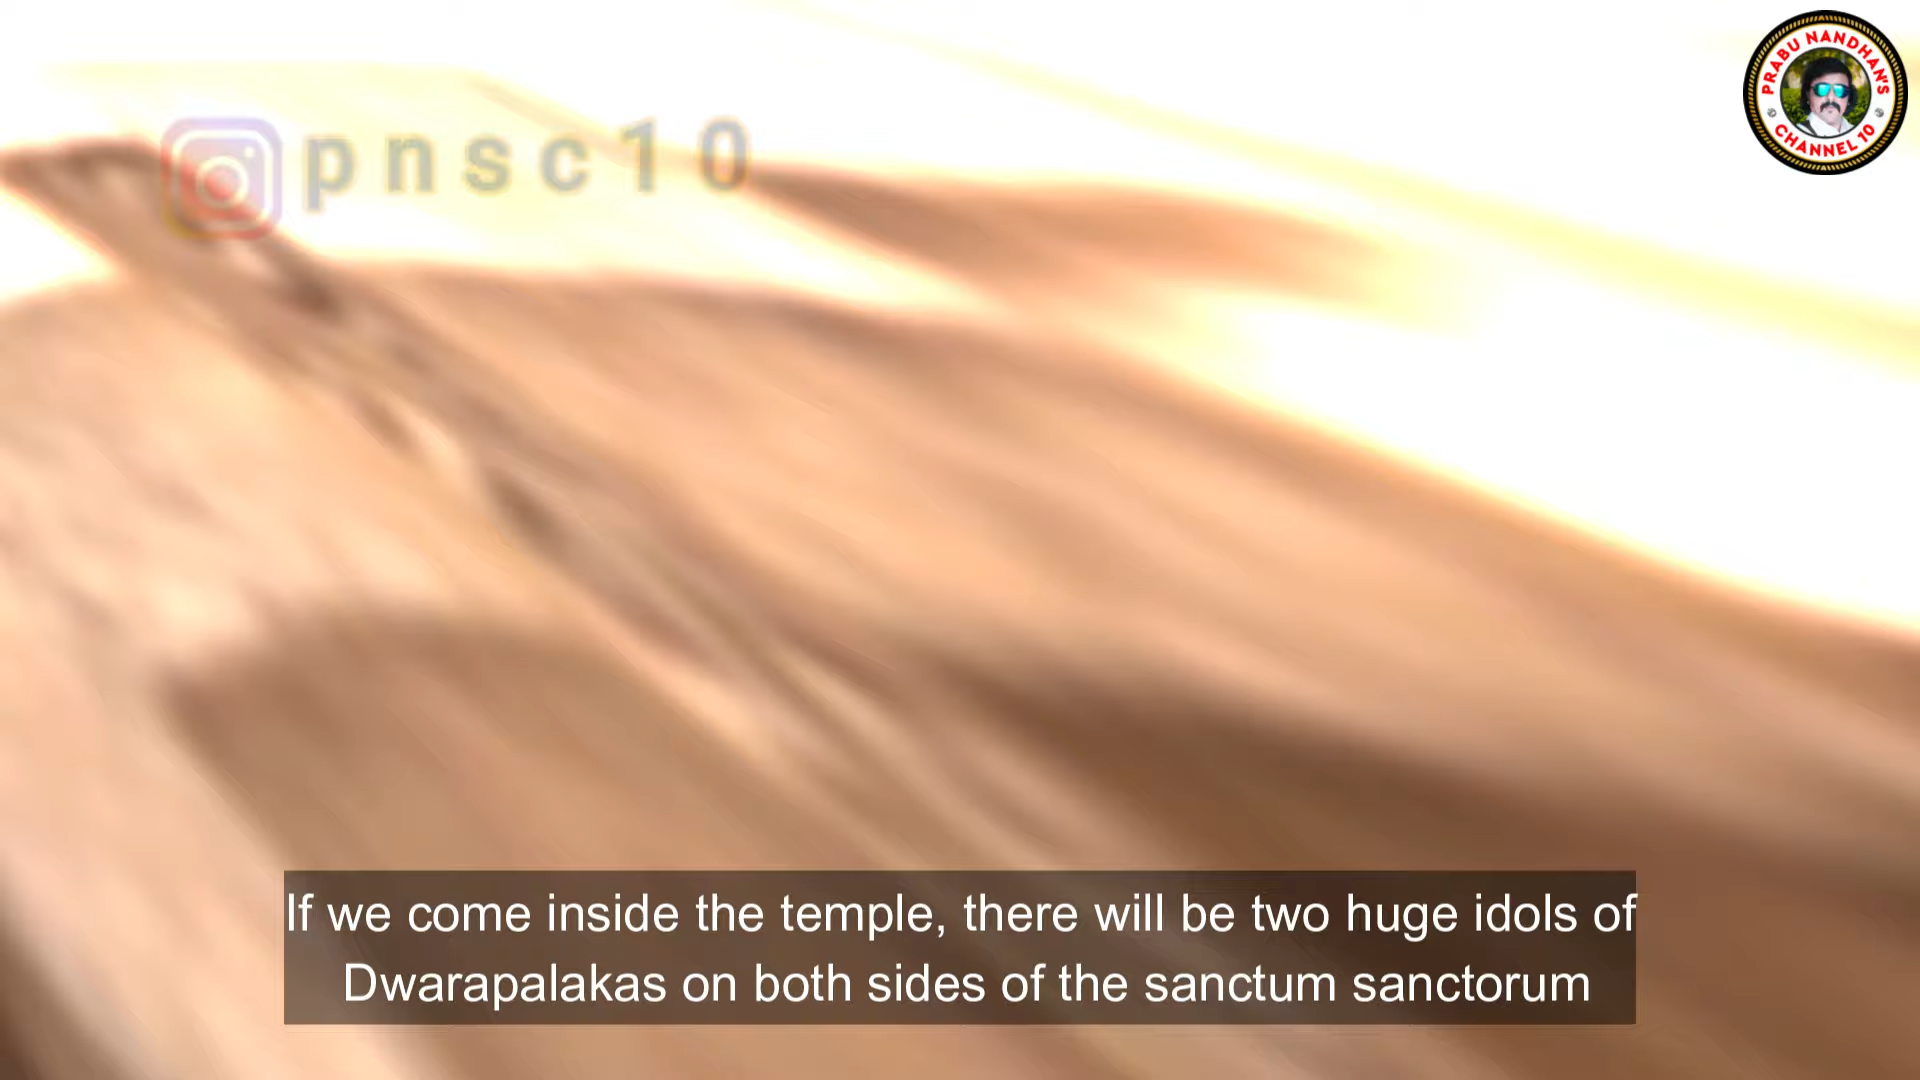 PRABU NANDHAN'S
CHANNEL 10
pnsc10
If we come inside the temple, there will be two huge idols of
Dwarapalakas on both sides of the sanctum sanctorum